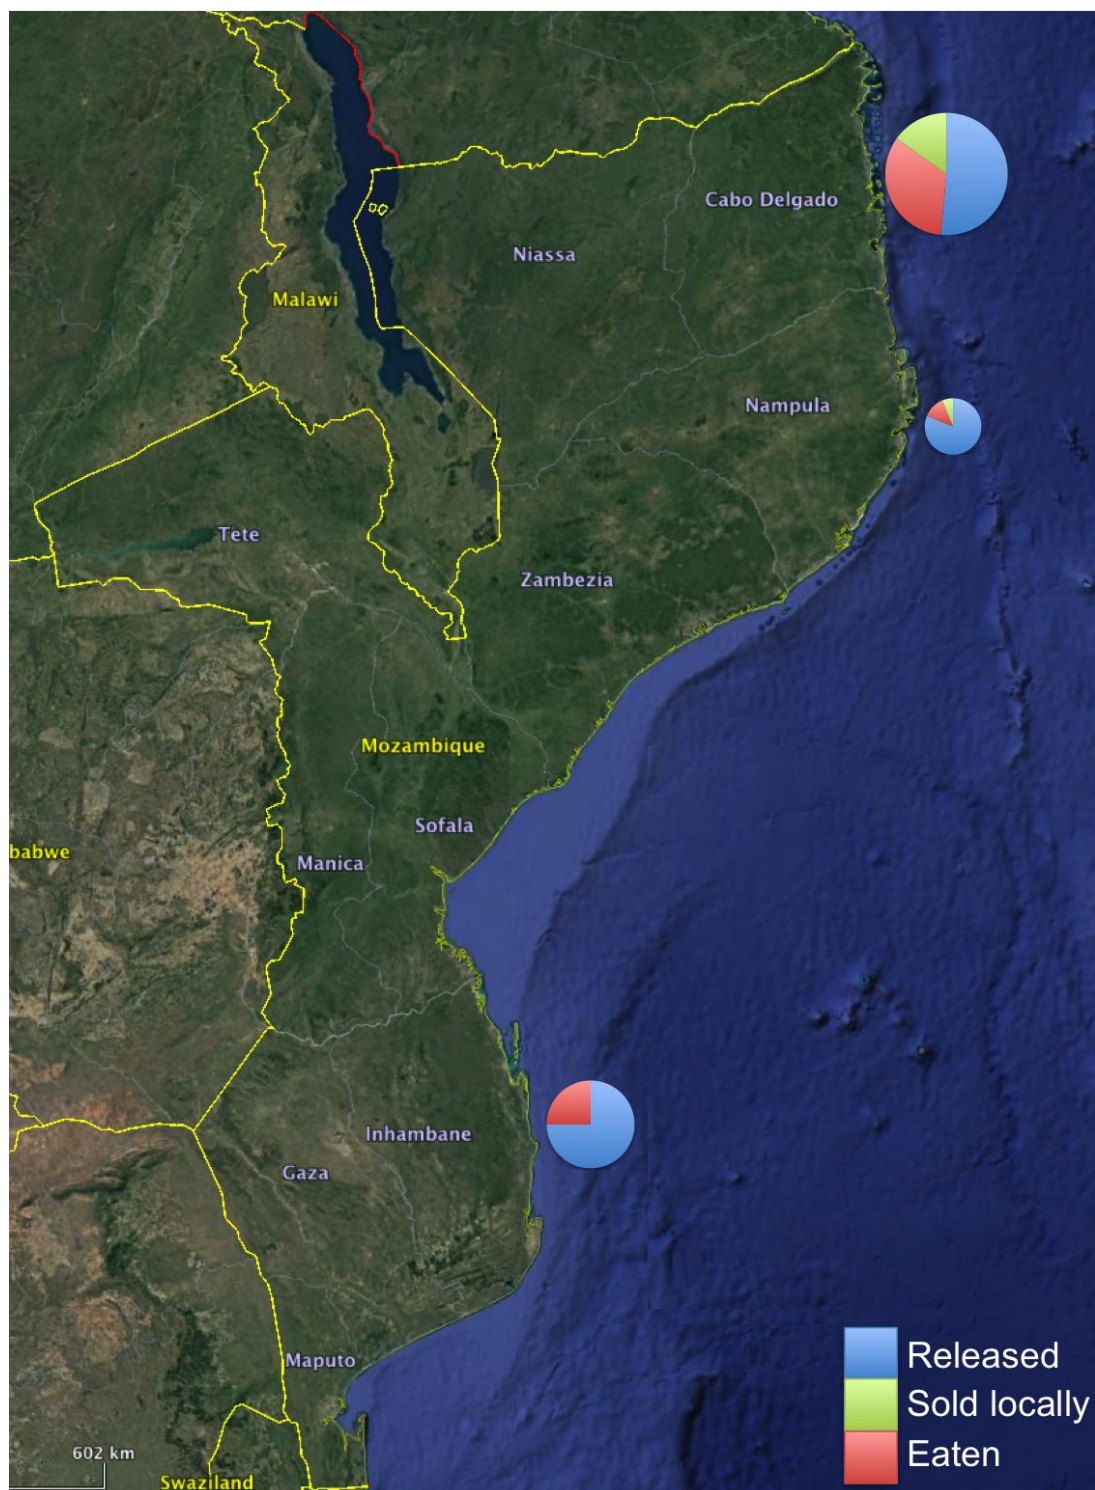 Cabo Delgado
Niassa
Malawi
Nampula
Tete
Zambezia
Mozambique
Sofala
babwe
Manica
Inhambane
Gaza
Maputo
Released
Sold locally
Eaten
602 km
Swaziland